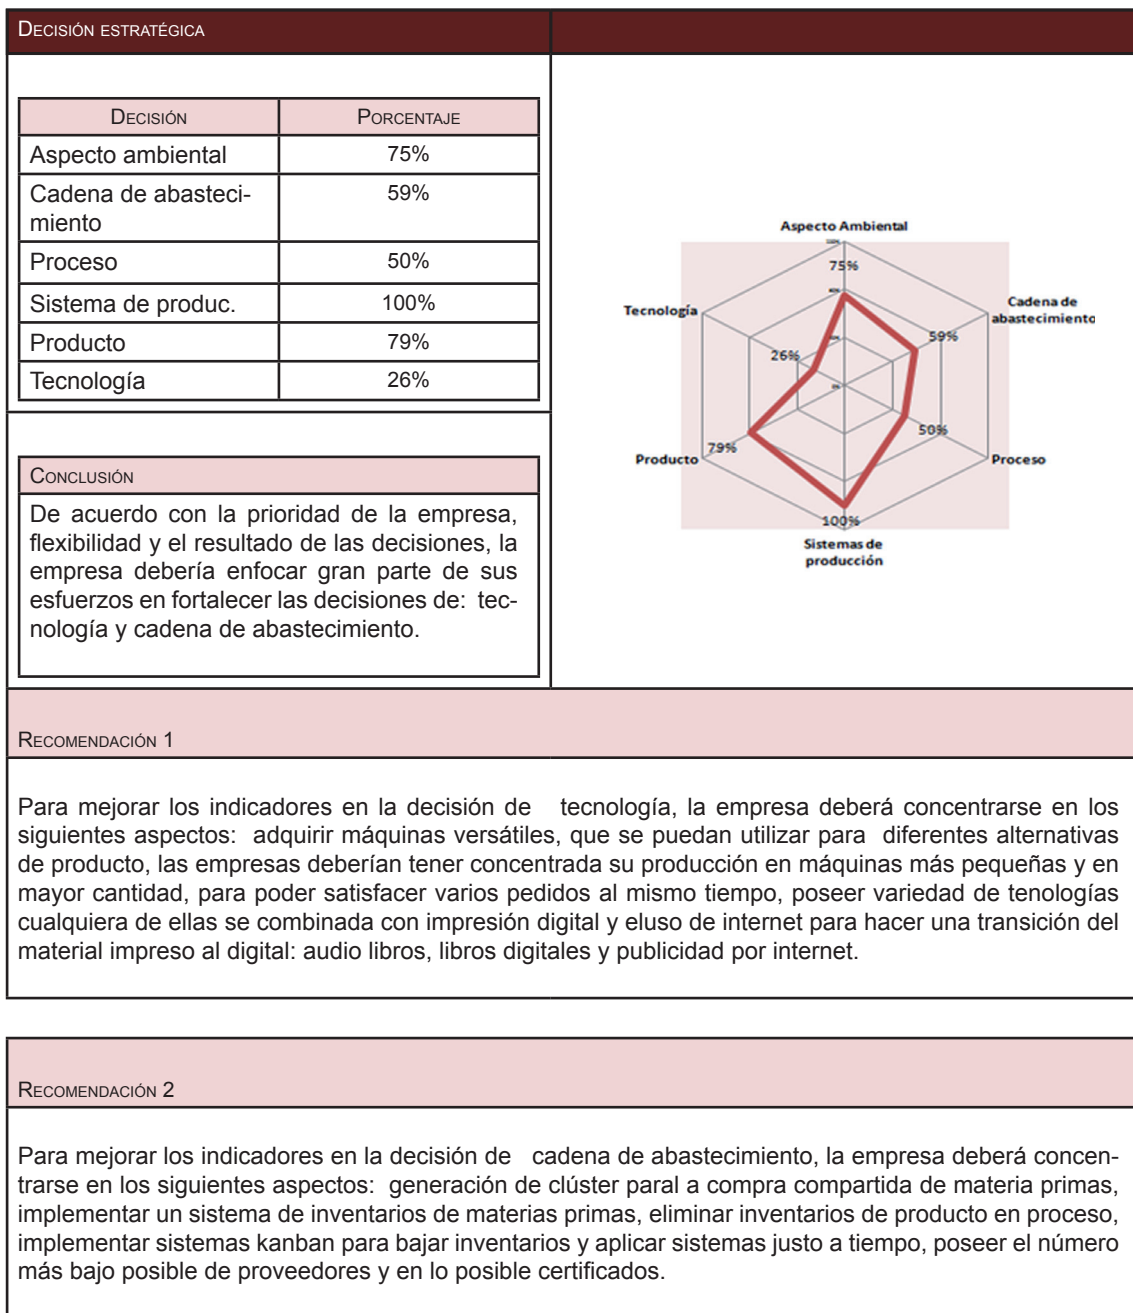 Decisión estratégica
Decisión Porcentaje
Aspecto ambiental 75%
Cadena de abasteci- 59%
miento
Proceso 50%
Sistema de produc. 100%
Producto 79%
Tecnología 26%
Conclusión
De acuerdo con la prioridad de la empresa,
flexibilidad y el resultado de las decisiones, la
empresa debería enfocar gran parte de sus
esfuerzos en fortalecer las decisiones de: tec-
nología y cadena de abastecimiento.
Aspecto Ambiental
75%
Cadena de
abastecimiento
59%
50%
Proceso
100%
Sistemas de
producción
79%
Producto
26%
Tecnología
Recomendación 1
Para mejorar los indicadores en la decisión de tecnología, la empresa deberá concentrarse en los
siguientes aspectos: adquirir máquinas versátiles, que se puedan utilizar para diferentes alternativas
de producto, las empresas deberían tener concentrada su producción en máquinas más pequeñas y en
mayor cantidad, para poder satisfacer varios pedidos al mismo tiempo, poseer variedad de tenologías
cualquiera de ellas se combinada con impresión digital y eluso de internet para hacer una transición del
material impreso al digital: audio libros, libros digitales y publicidad por internet.
Recomendación 2
Para mejorar los indicadores en la decisión de cadena de abastecimiento, la empresa deberá concen-
trarse en los siguientes aspectos: generación de clúster paral a compra compartida de materia primas,
implementar un sistema de inventarios de materias primas, eliminar inventarios de producto en proceso,
implementar sistemas kanban para bajar inventarios y aplicar sistemas justo a tiempo, poseer el número
más bajo posible de proveedores y en lo posible certificados.